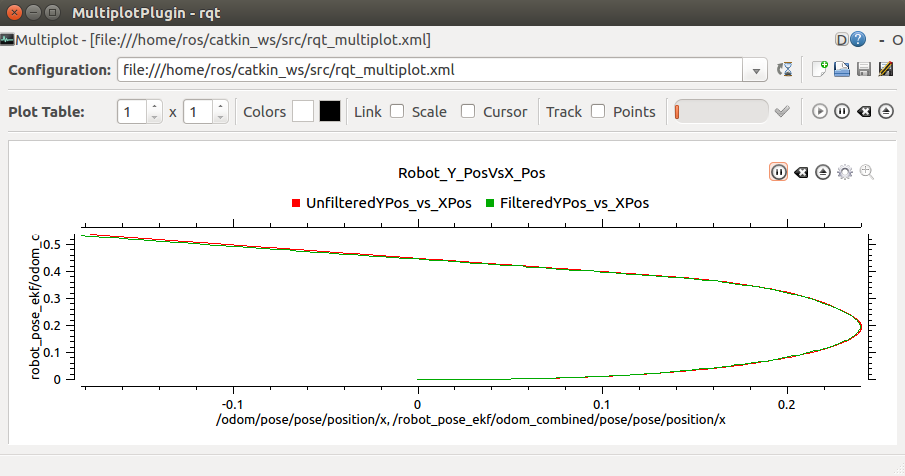 MultiplotPlugin - rqt
Multiplot - [file:///home/ros/catkin_ws/src/rqt_multiplot.xml] D ? - O
Configuration: file:///home/ros/catkin_ws/src/rqt_multiplot.xml
Plot Table: 1 x 1 Colors Link Scale Cursor Track Points
Robot_Y_PosVsX_Pos
UnfilteredYPos_vs_XPos FilteredYPos_vs_XPos
robot_pose_ekf/odom_c
0.5
0.4
0.3
0.2
0.1
0
-0.1 0 0.1 0.2
/odom/pose/pose/position/x, /robot_pose_ekf/odom_combined/pose/pose/position/x